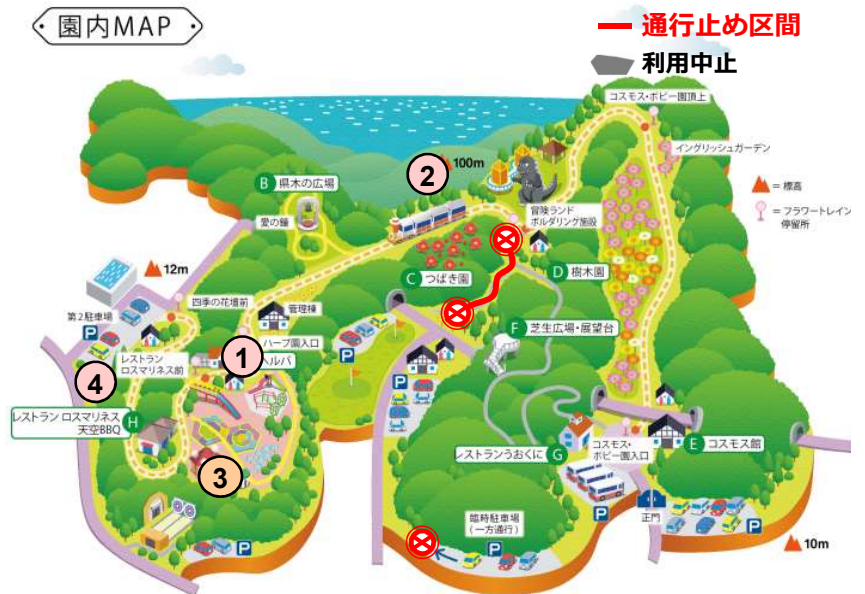 園内MAP
通行止め区間
利用中止
コスモス・ポピー園頂上
イングリッシュガーデン
= 標高
= フラワートレイン
停留所
100m
2
B 県木の広場
愛の鐘
冒険ランド
ボルダリング施設
12m
C つばき園
D 樹木園
四季の花壇前
管理棟
第2駐車場
P
ハーブ園入口
F 芝生広場・展望台
P
1
ヘルパ
レストラン
ロスマリネス前
4
P
P
レストラン ロスマリネス
天空BBQ
H
レストランうおくに
G
コスモス・
ポピー園入口
E コスモス館
3
正門
P
P
臨時駐車場
(一方通行)
P
P
10m